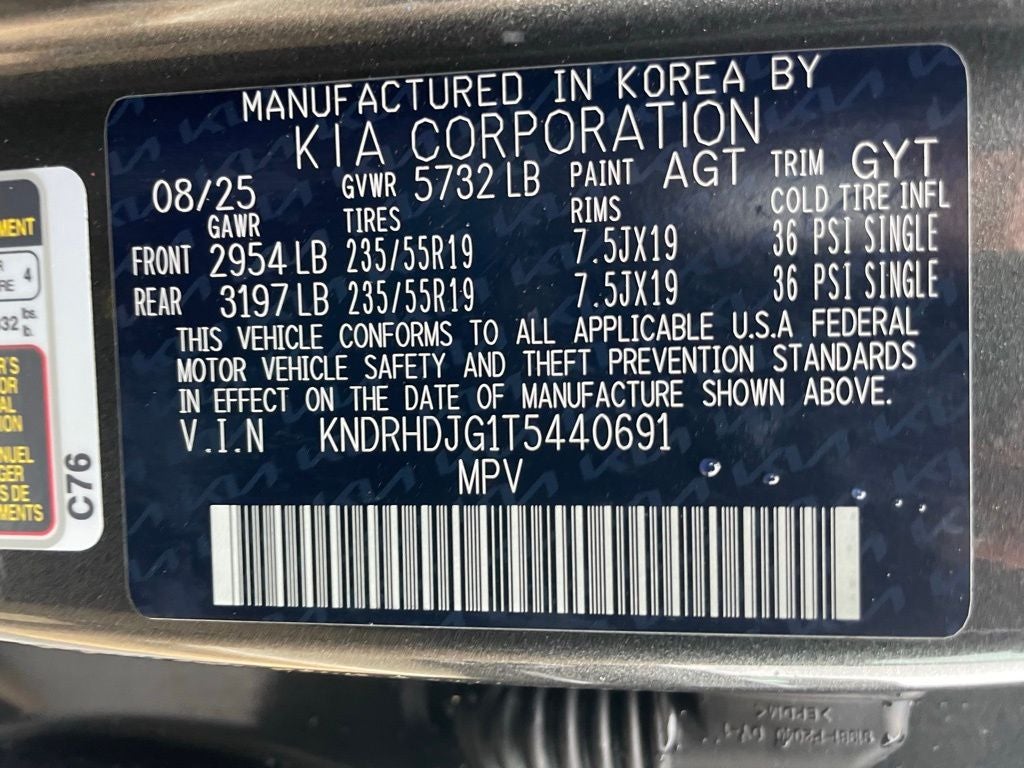 MANUFACTURED IN KOREA BY
KIA CORPORATION
08/25 GVWR 5732 LB PAINT AGT TRIM GYT
GAWR TIRES RIMS COLD TIRE INFL
FRONT 2954 LB 235/55R19 7.5JX19 36 PSI SINGLE
REAR 3197 LB 235/55R19 7.5JX19 36 PSI SINGLE
THIS VEHICLE CONFORMS TO ALL APPLICABLE U.S.A FEDERAL
MOTOR VEHICLE SAFETY AND THEFT PREVENTION STANDARDS
IN EFFECT ON THE DATE OF MANUFACTURE SHOWN ABOVE.
V.I.N KNDRHDJG1T5440691
MPV
4
lbs.
C76